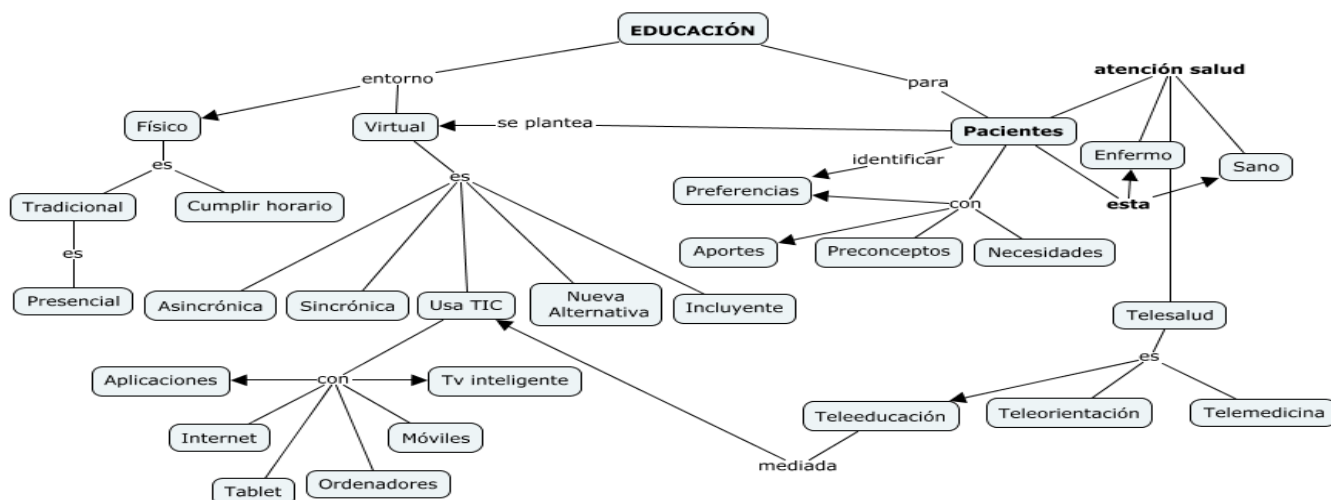 EDUCACIÓN
entorno
para
atención salud
Físico
Virtual
se plantea
Pacientes
identificar
Enfermo
Sano
es
es
Preferencias
Tradicional
Cumplir horario
con
esta
es
Aportes
Preconceptos
Necesidades
Presencial
Asincrónica
Sincrónica
Usa TIC
Nueva
Alternativa
Incluyente
Telesalud
es
Aplicaciones
con
Tv inteligente
Teleeducación
Teleorientación
Telemedicina
Internet
Móviles
mediada
Tablet
Ordenadores